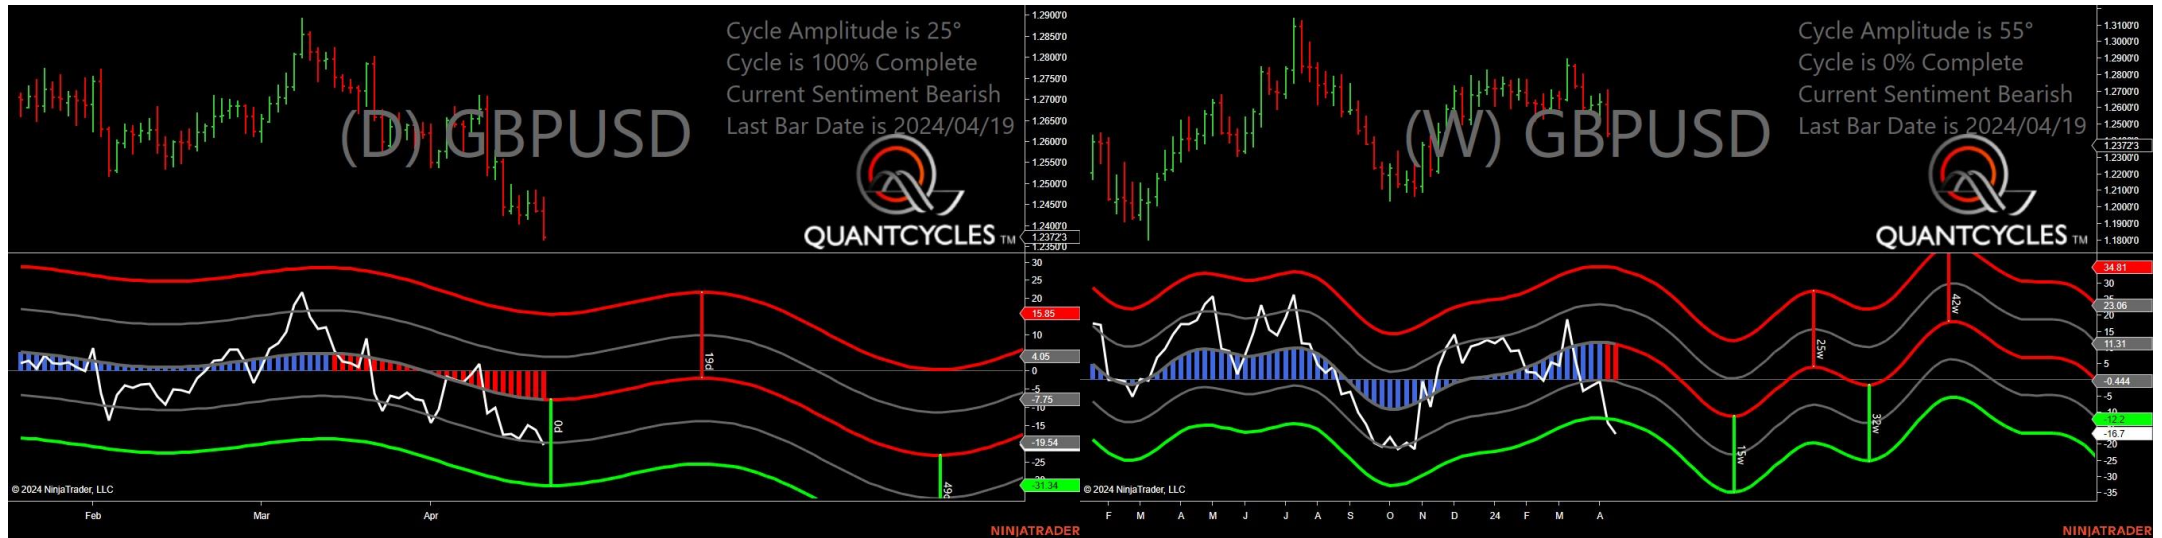 Cycle Amplitude is 25°
Cycle is 100% Complete
Current Sentiment Bearish
Last Bar Date is 2024/04/19
(D) GBPUSD
QUANTCYCLES TM
1.2900'0
1.2850'0
1.2800'0
1.2750'0
1.2700'0
1.2650'0
1.2600'0
1.2550'0
1.2500'0
1.2450'0
1.2400'0
1.2372'3
1.2350'0
30
25
20
15.85
10
4.05
0
-5
-7.75
-10
-15
-19.54
-25
-31.34
19d
0d
49d
© 2024 NinjaTrader, LLC
Feb
Mar
Apr
NINJATRADER
Cycle Amplitude is 55°
Cycle is 0% Complete
Current Sentiment Bearish
Last Bar Date is 2024/04/19
(W) GBPUSD
QUANTCYCLES TM
1.3100'0
1.3000'0
1.2900'0
1.2800'0
1.2700'0
1.2600'0
1.2500'0
1.2372'3
1.2300'0
1.2200'0
1.2100'0
1.2000'0
1.1900'0
1.1800'0
34.81
30
23.06
20
15
11.31
5
-0.444
-5
-10
-12.2
-16.7
-20
-25
-30
-35
25w
42w
15w
32w
© 2024 NinjaTrader, LLC
F
M
A
M
J
J
A
S
O
N
D
24
F
M
A
NINJATRADER